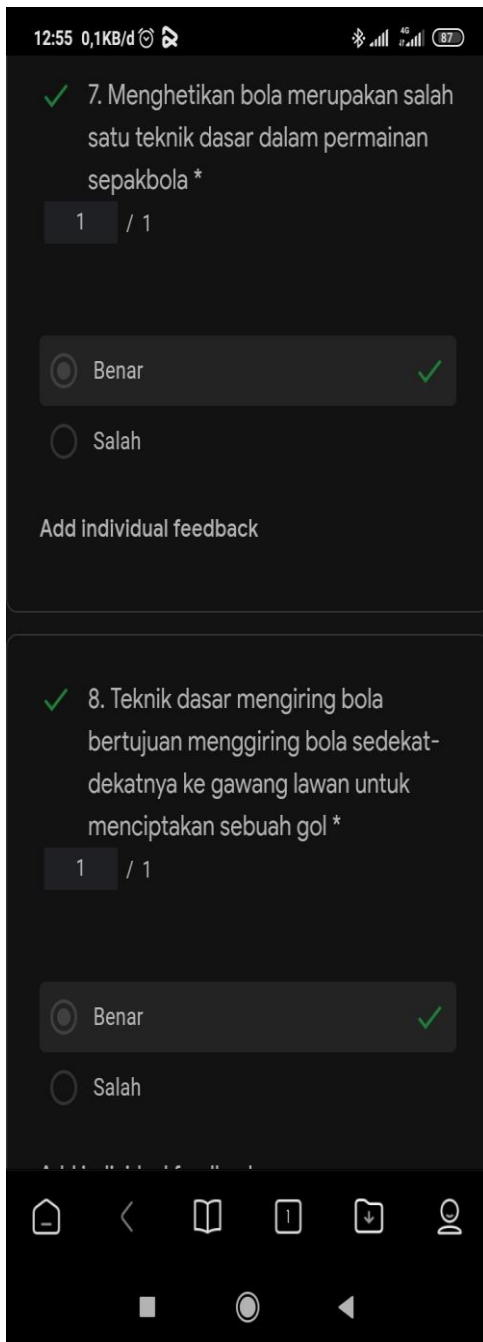 12:55 0,1KB/d 4G 87
7. Menghetikan bola merupakan salah
satu teknik dasar dalam permainan
sepakbola *
1 / 1
Benar
Salah
Add individual feedback
8. Teknik dasar mengiring bola
bertujuan menggiring bola sedekat-
dekatnya ke gawang lawan untuk
menciptakan sebuah gol *
1 / 1
Benar
Salah
1